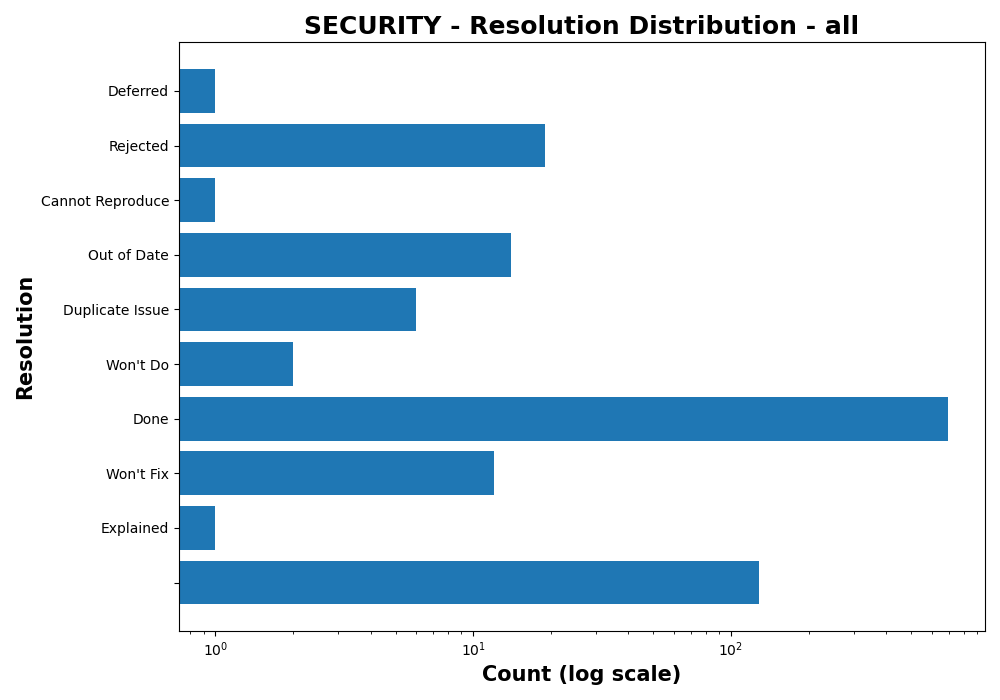 SECURITY - Resolution Distribution - all
Deferred
Rejected
Cannot Reproduce
Out of Date
Duplicate Issue
Won't Do
Done
Won't Fix
Explained
Resolution
10⁰ 10¹ 10²
Count (log scale)